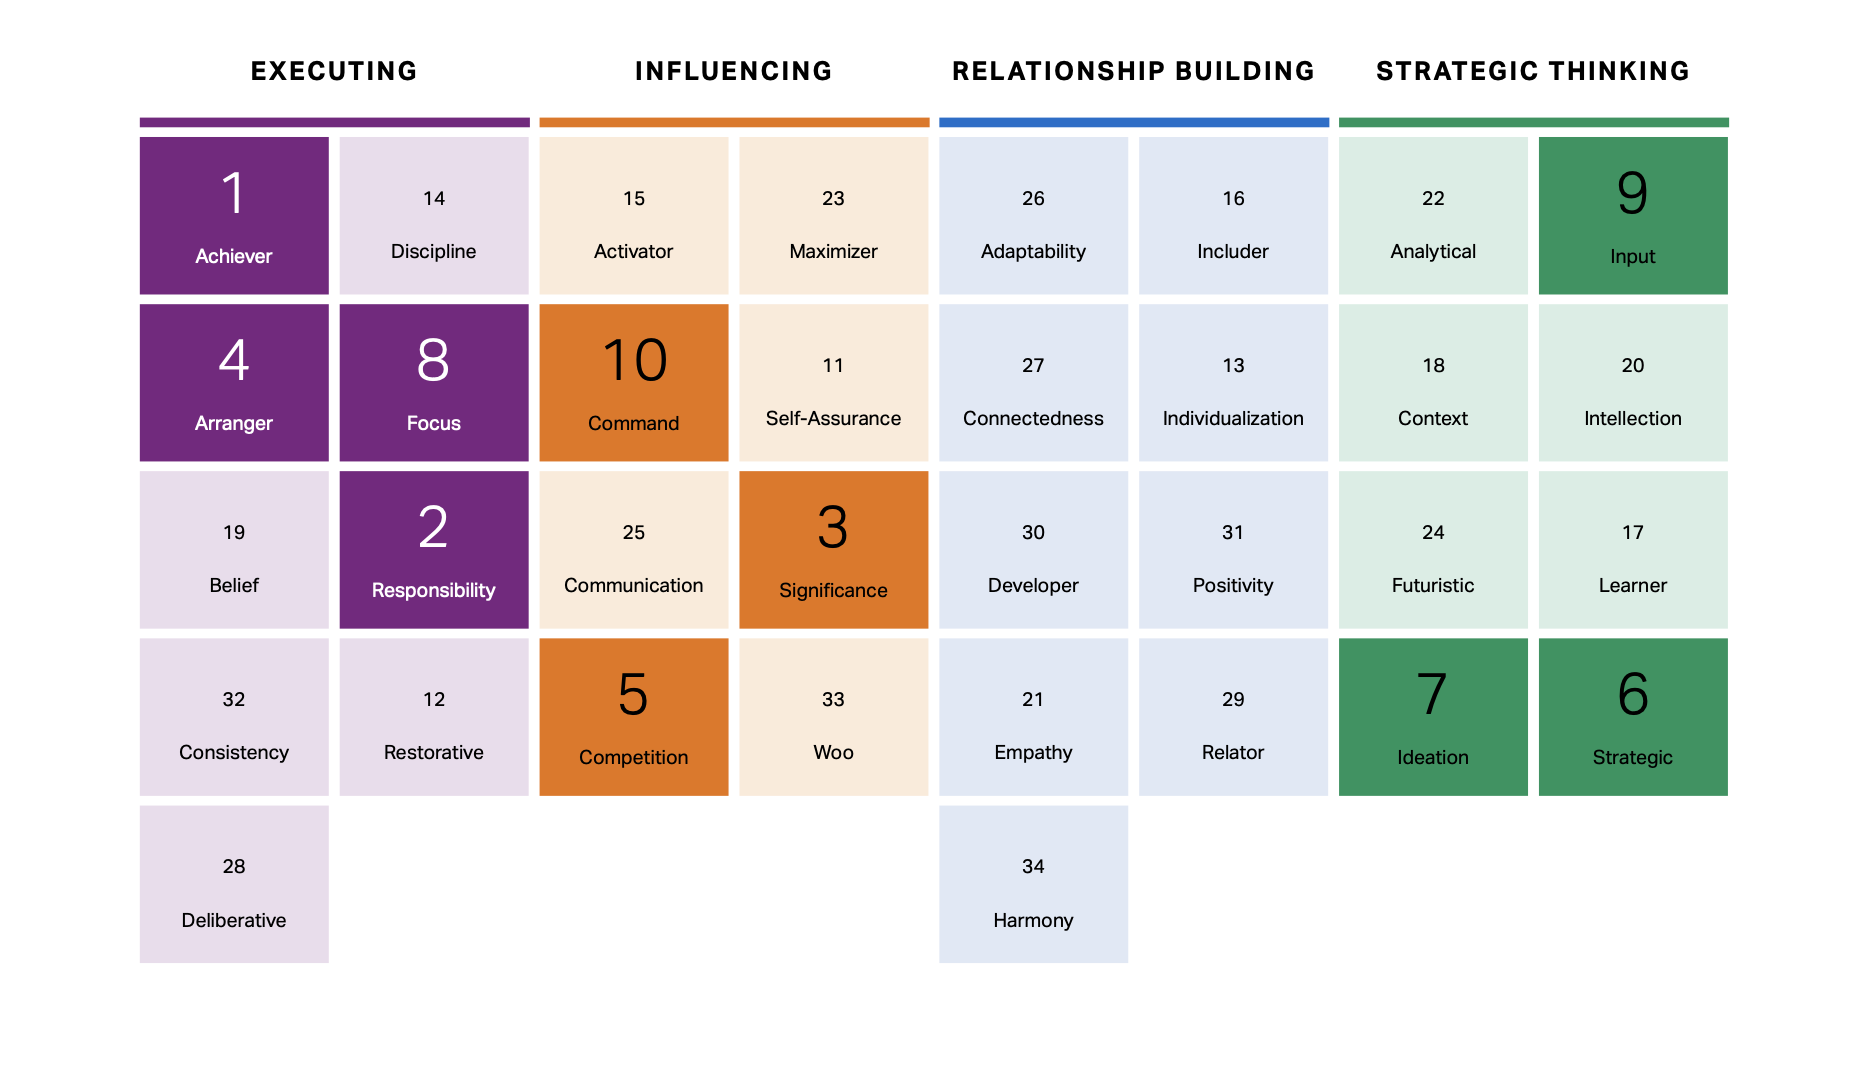 EXECUTING INFLUENCING RELATIONSHIP BUILDING STRATEGIC THINKING
1 14 15 23 26 16 22 9
Achiever Discipline Activator Maximizer Adaptability Includer Analytical Input
4 8 10 11 27 13 18 20
Arranger Focus Command Self-Assurance Connectedness Individualization Context Intellection
19 2 25 3 30 31 24 17
Belief Responsibility Communication Significance Developer Positivity Futuristic Learner
32 12 5 33 21 29 7 6
Consistency Restorative Competition Woo Empathy Relator Ideation Strategic
28 34
Deliberative Harmony